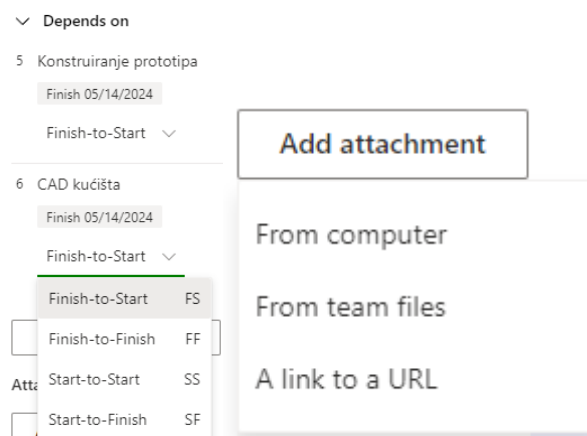 Depends on
5 Konstruiranje prototipa
Finish 05/14/2024
Finish-to-Start
6 CAD kućišta
Finish 05/14/2024
Finish-to-Start
Finish-to-Start FS
Finish-to-Finish FF
Start-to-Start SS
Start-to-Finish SF
Atta
Add attachment
From computer
From team files
A link to a URL